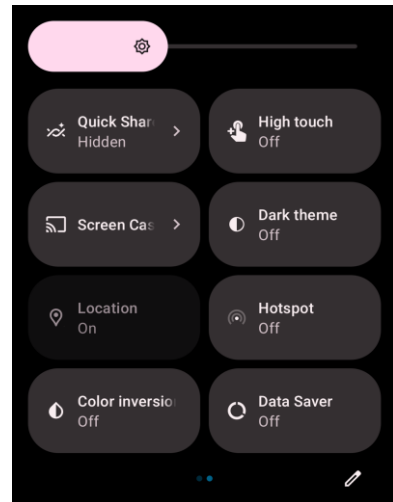 Quick Shar
Hidden
High touch
Off
Screen Cas
Dark theme
Off
Location
On
Hotspot
Off
Color inversio
Off
Data Saver
Off